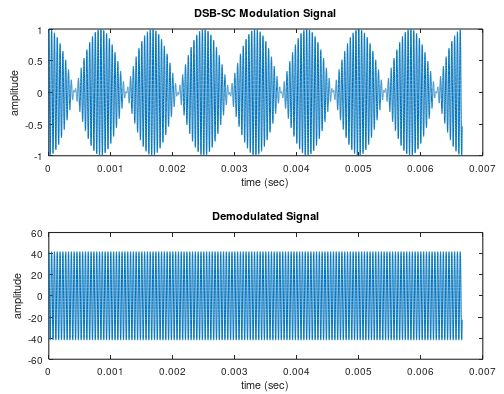 DSB-SC Modulation Signal
1
0.5
0
-0.5
-1
amplitude
0 0.001 0.002 0.003 0.004 0.005 0.006 0.007
time (sec)
Demodulated Signal
60
40
20
0
-20
-40
-60
amplitude
0 0.001 0.002 0.003 0.004 0.005 0.006 0.007
time (sec)